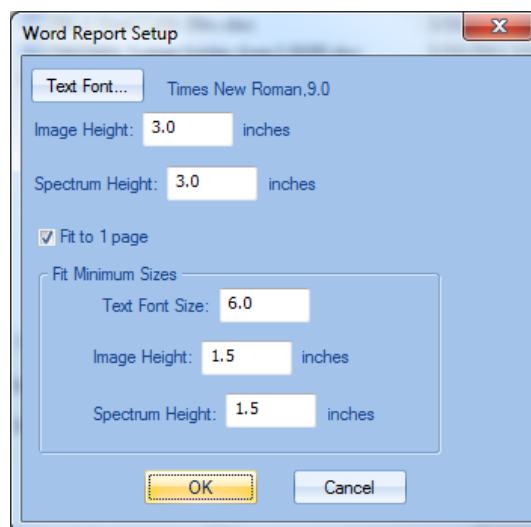 Word Report Setup
Text Font... Times New Roman,9.0
Image Height: 3.0 inches
Spectrum Height: 3.0 inches
Fit to 1 page
Fit Minimum Sizes
Text Font Size: 6.0
Image Height: 1.5 inches
Spectrum Height: 1.5 inches
OK Cancel